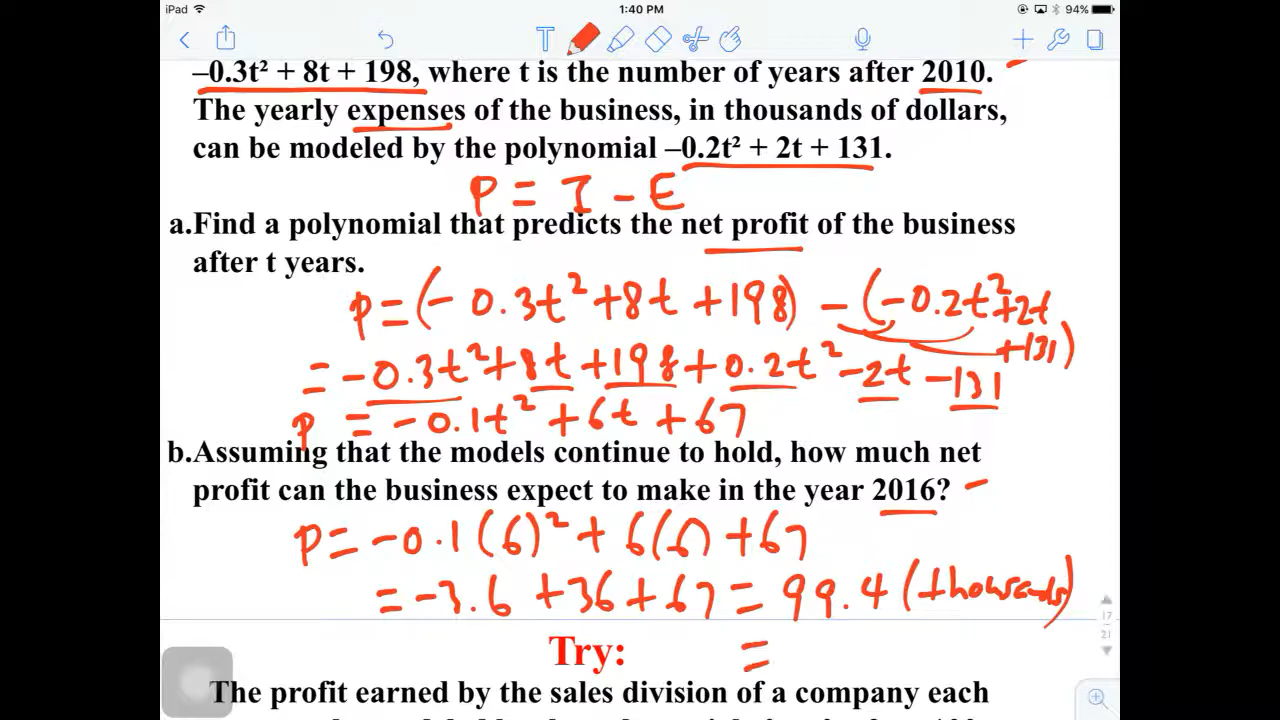 iPad 1:40 PM 94%
T
–0.3t² + 8t + 198, where t is the number of years after 2010.
The yearly expenses of the business, in thousands of dollars,
can be modeled by the polynomial –0.2t² + 2t + 131.
P = I - E
a.Find a polynomial that predicts the net profit of the business
after t years.
P = (- 0.3t² + 8t + 198) - (-0.2t² + 2t
+131)
= -0.3t² + 8t + 198 + 0.2t² - 2t - 131
P = -0.1t² + 6t + 67
b.Assuming that the models continue to hold, how much net
profit can the business expect to make in the year 2016?
P = -0.1(6)² + 6(6) + 67
= -3.6 + 36 + 67 = 99.4 (thousands)
17
21
Try: =
The profit earned by the sales division of a company each